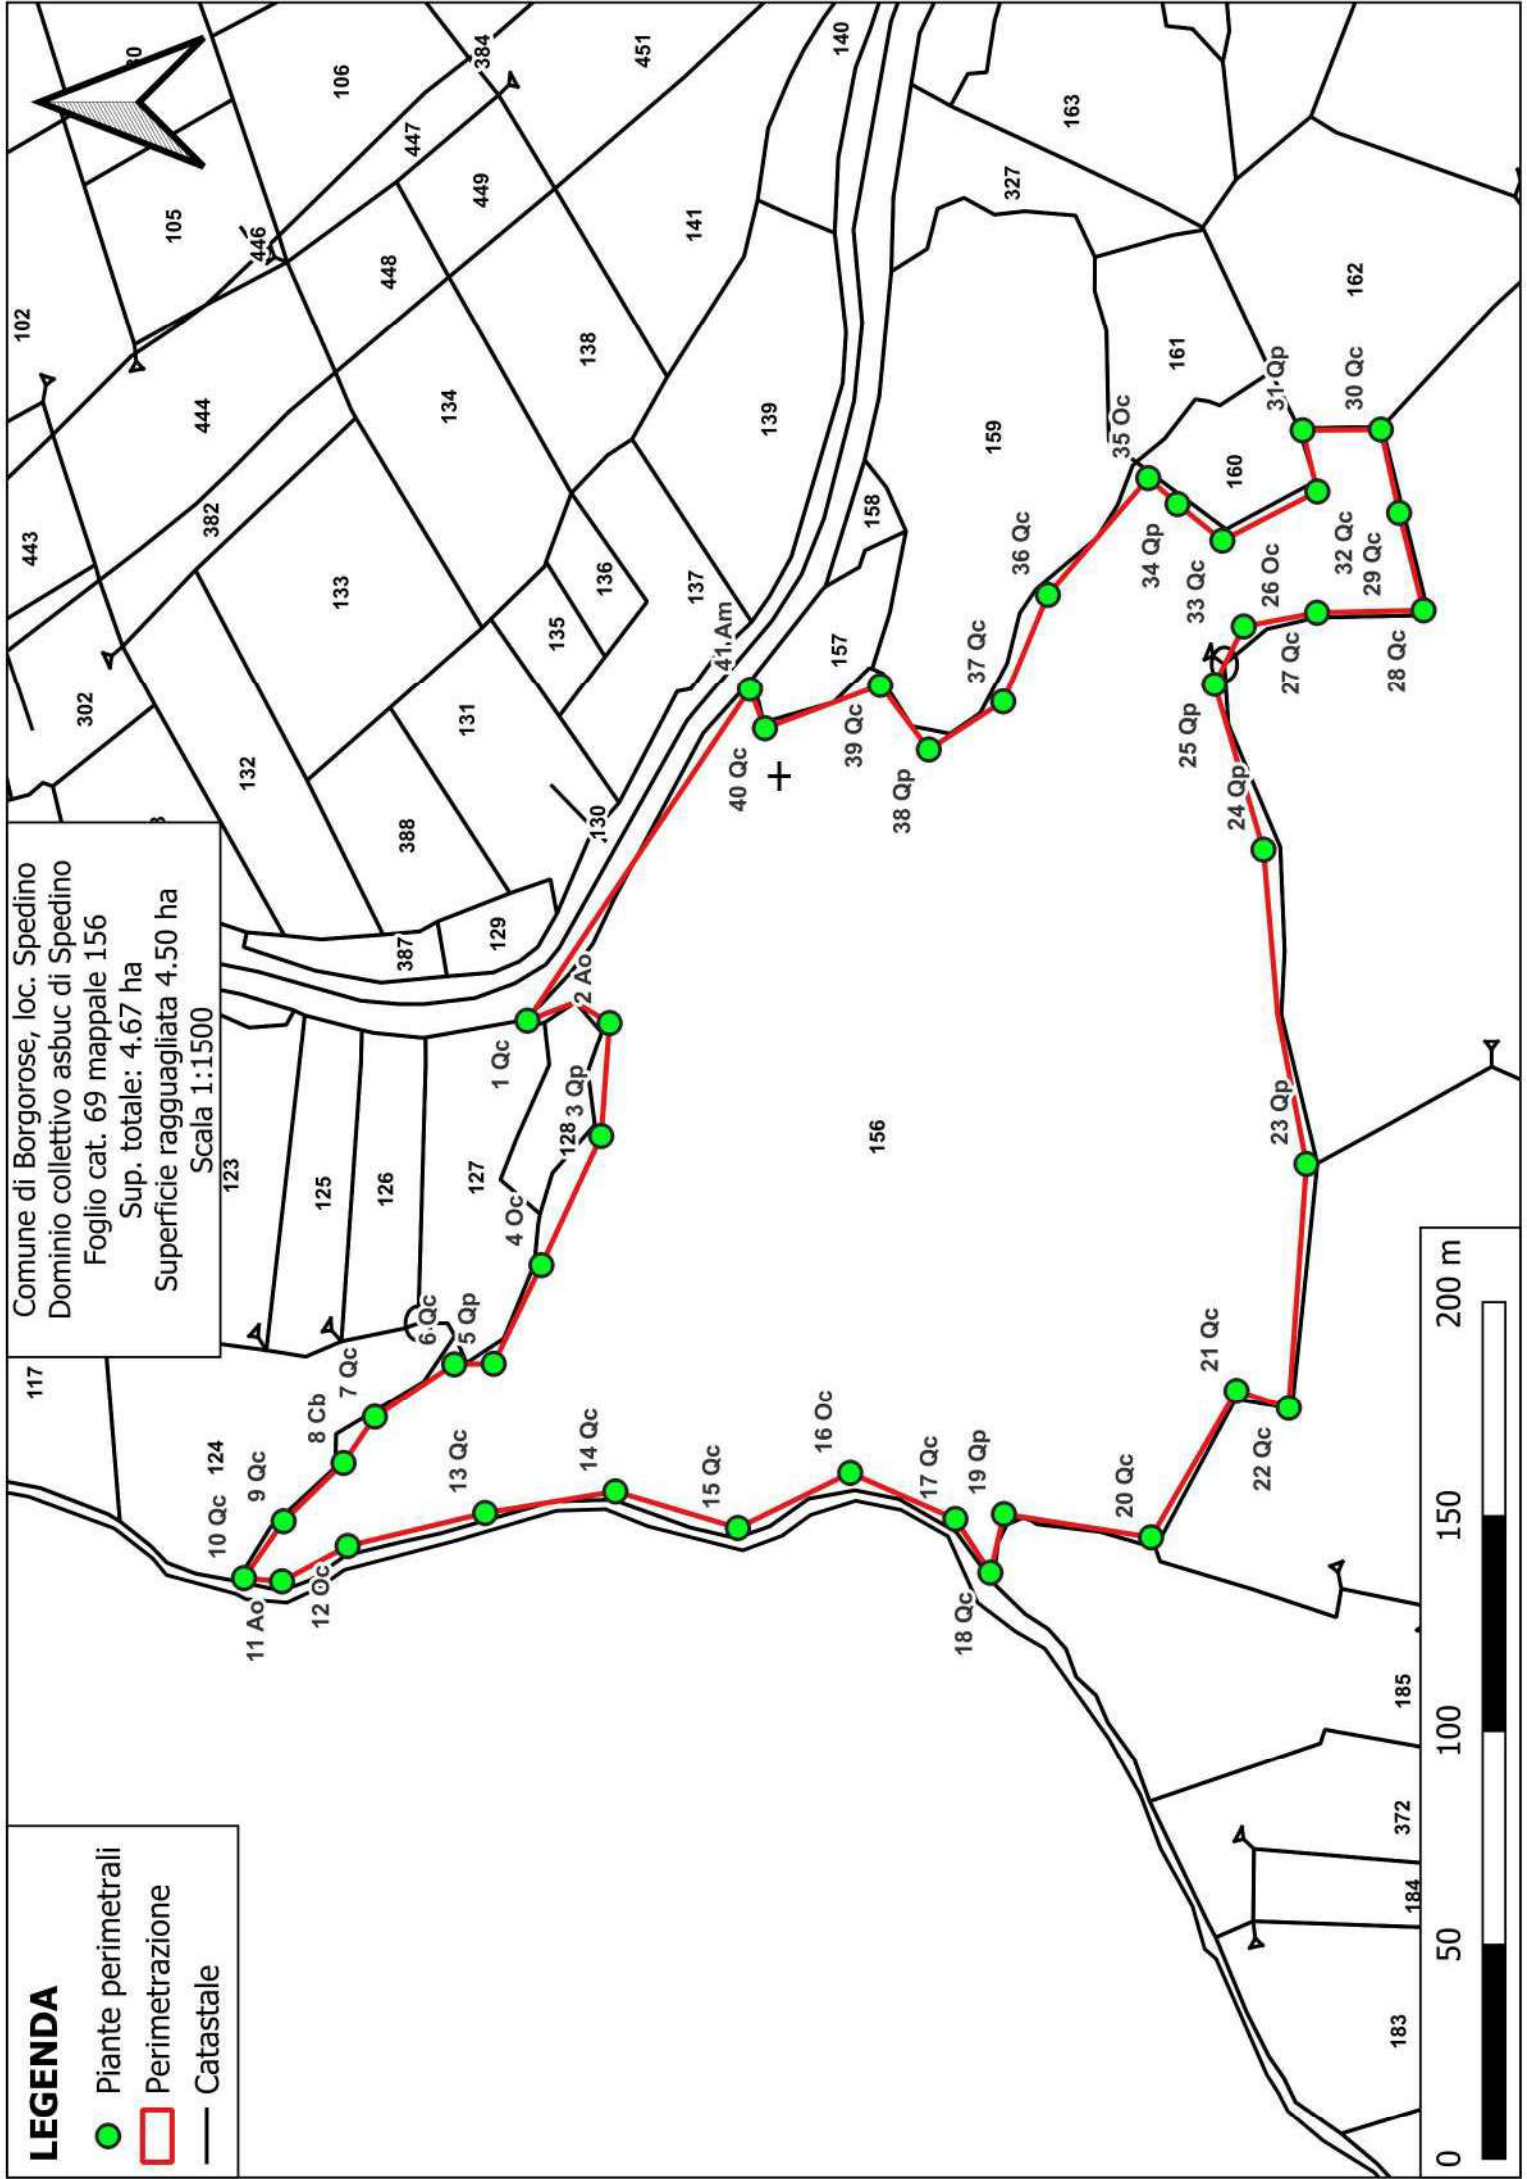 LEGENDA
Piante perimetrali
Perimetrazione
Catastale
Comune di Borgorose, loc. Spedino
Dominio collettivo asbuc di Spedino
Foglio cat. 69 mappale 156
Sup. totale: 4.67 ha
Superficie ragguagliata 4.50 ha
Scala 1:1500
117
124
123
125
126
127
128
302
443
444
102
105
106
446
447
384
382
448
449
451
132
133
134
138
141
140
388
131
135
136
137
139
387
129
130
156
157
158
159
327
163
161
160
162
185
372
184
183
1 Qc
2 Ao
3 Qp
4 Oc
5 Qp
6 Qc
7 Qc
8 Cb
9 Qc
10 Qc
11 Ao
12 Oc
13 Qc
14 Qc
15 Qc
16 Oc
17 Qc
18 Qc
19 Qp
20 Qc
21 Qc
22 Qc
23 Qp
24 Qp
25 Qp
26 Oc
27 Qc
28 Qc
29 Qc
30 Qc
31 Qp
32 Qc
33 Qc
34 Qp
35 Oc
36 Qc
37 Qc
38 Qp
39 Qc
40 Qc
41 Am
0 50 100 150 200 m